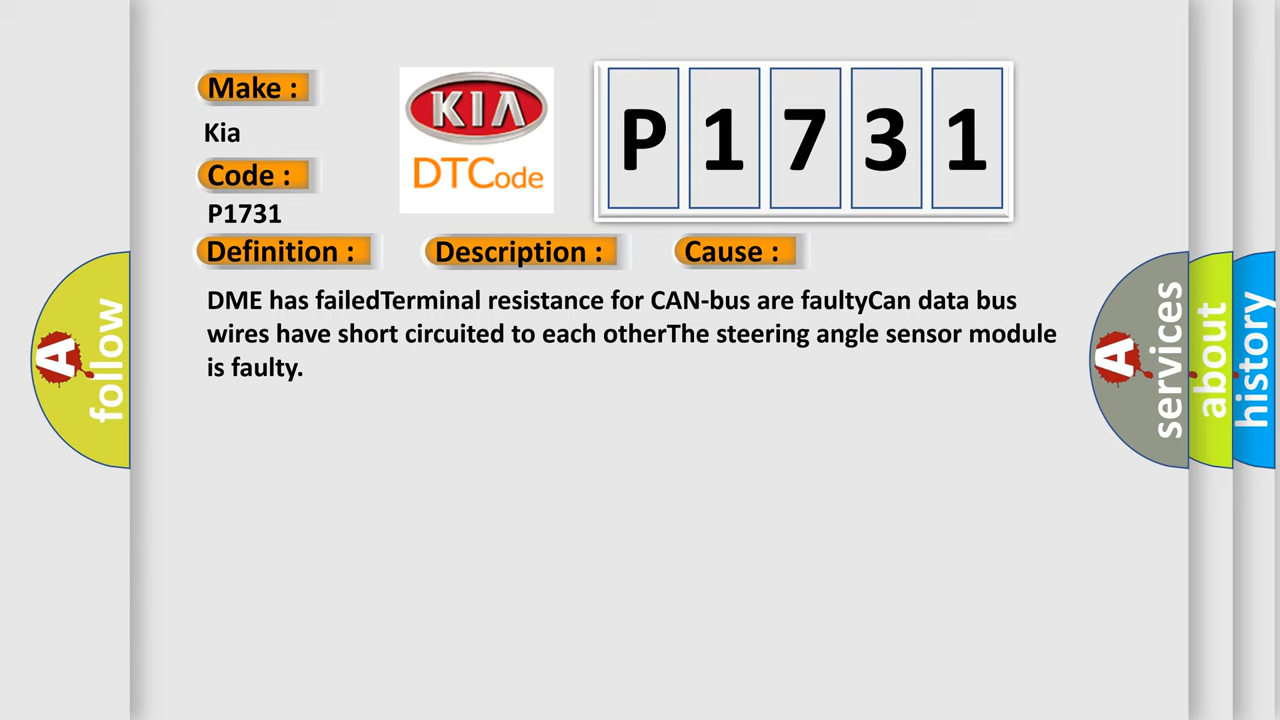 Make :
Kia
Code :
P1731
KIA
DTCode
P 1 7 3 1
Definition :
Description :
Cause :
DME has failedTerminal resistance for CAN-bus are faultyCan data bus
wires have short circuited to each otherThe steering angle sensor module
is faulty.
A follow
A services
about
history